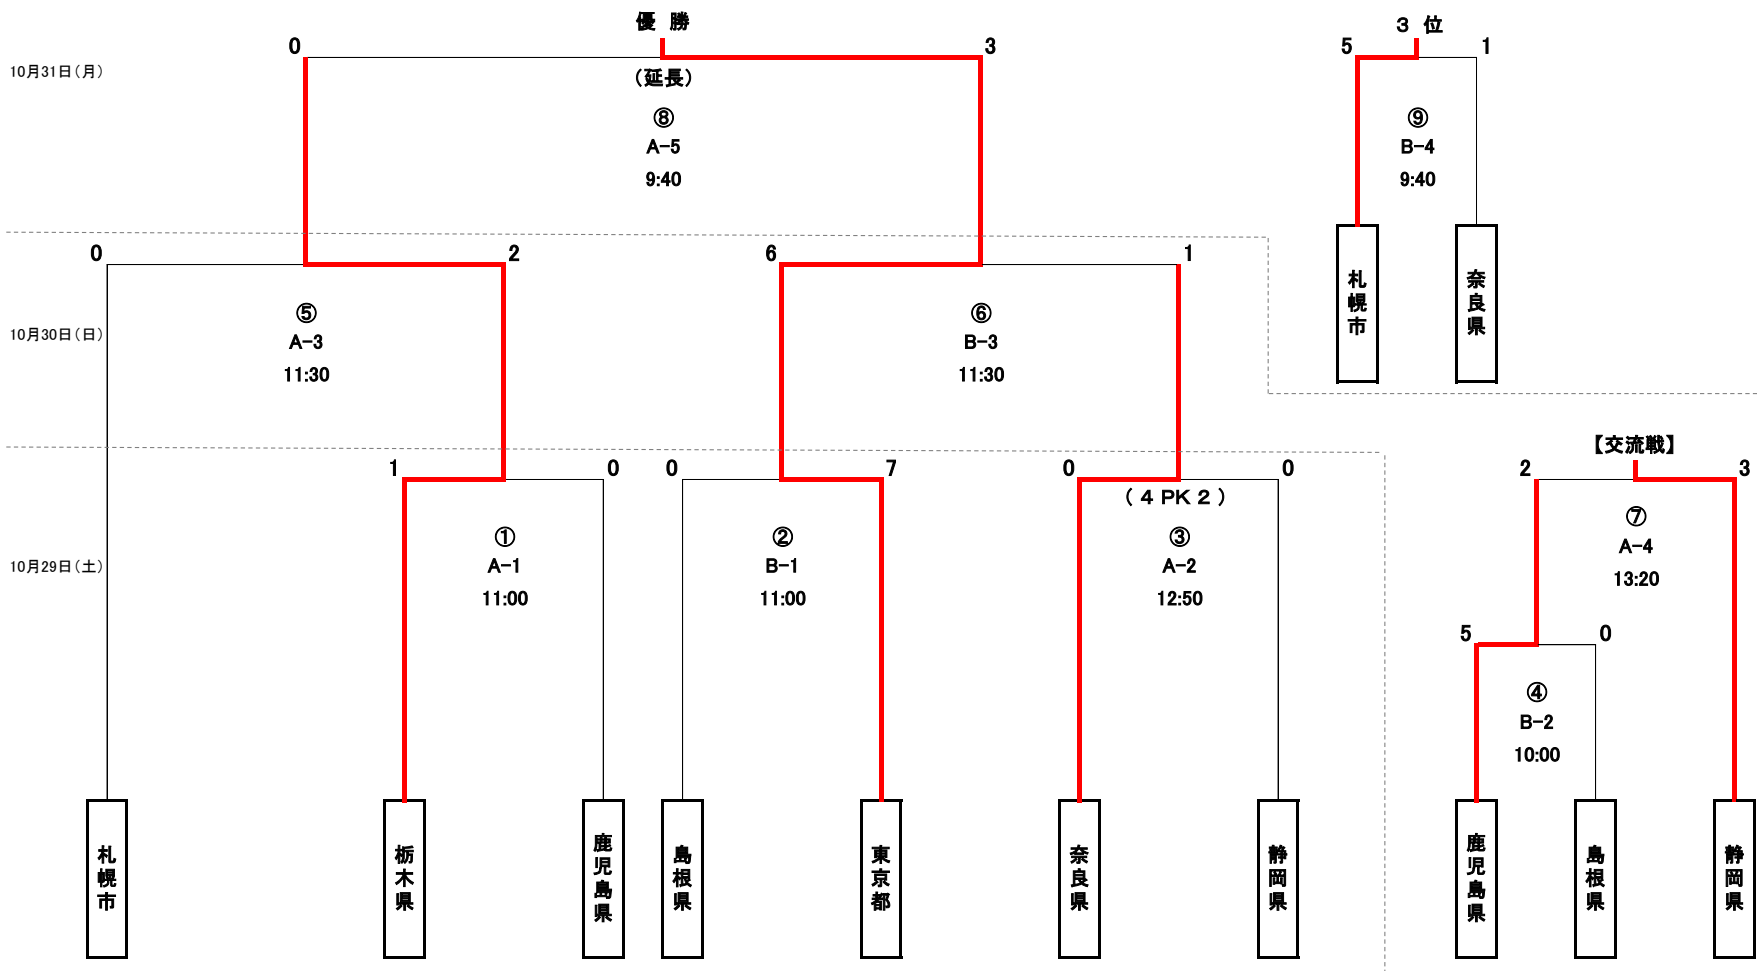 優 勝
３ 位
0
3
5
1
10月31日（月）
（延長）
⑧
A-5
9:40
⑨
B-4
9:40
札幌市
奈良県
0
2
6
1
10月30日（日）
⑤
A-3
11:30
⑥
B-3
11:30
【交流戦】
1
0
0
7
0
0
2
3
（ 4 PK 2 ）
10月29日（土）
①
A-1
11:00
②
B-1
11:00
③
A-2
12:50
⑦
A-4
13:20
5
0
④
B-2
10:00
札幌市
栃木県
鹿児島県
島根県
東京都
奈良県
静岡県
鹿児島県
島根県
静岡県